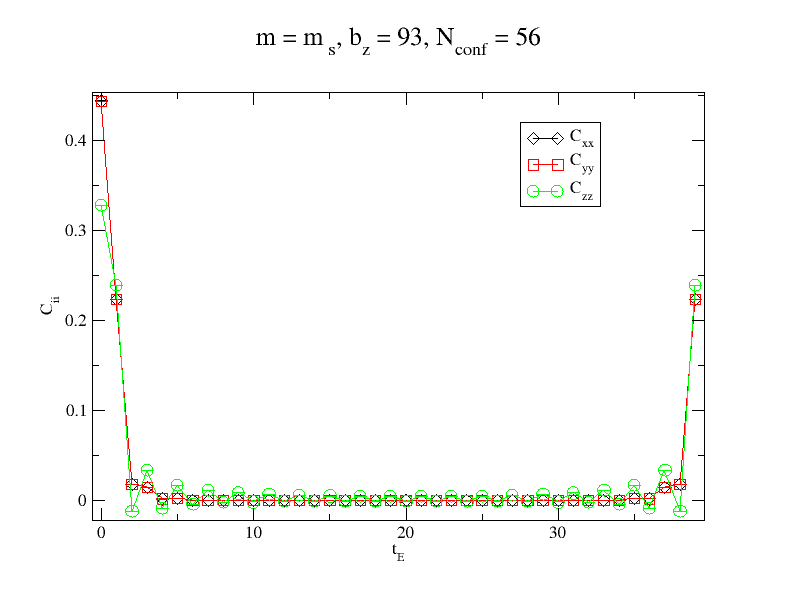 m = m_s, b_z = 93, N_conf = 56
C_xx
C_yy
C_zz
0.4
0.3
0.2
0.1
0
C_ii
0 10 20 30
t_E